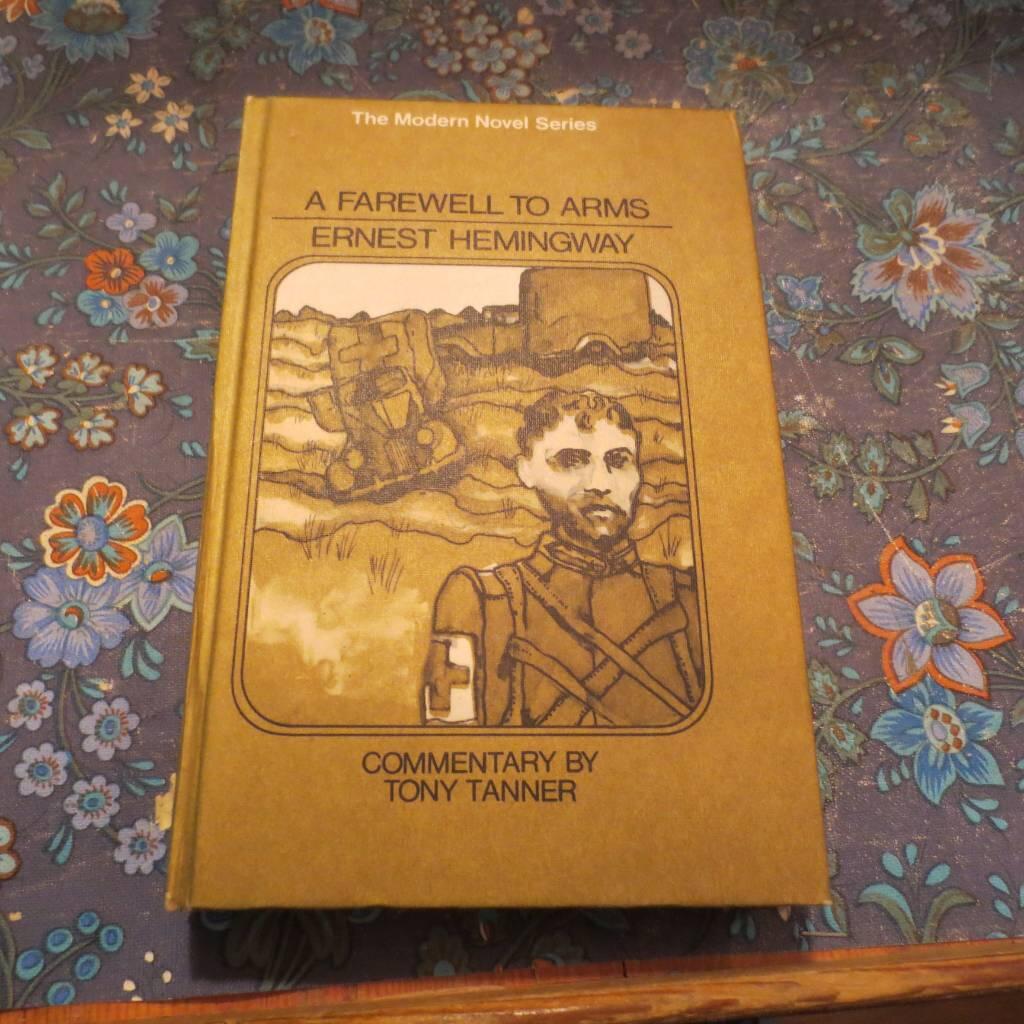 The Modern Novel Series
A FAREWELL TO ARMS
ERNEST HEMINGWAY
COMMENTARY BY
TONY TANNER